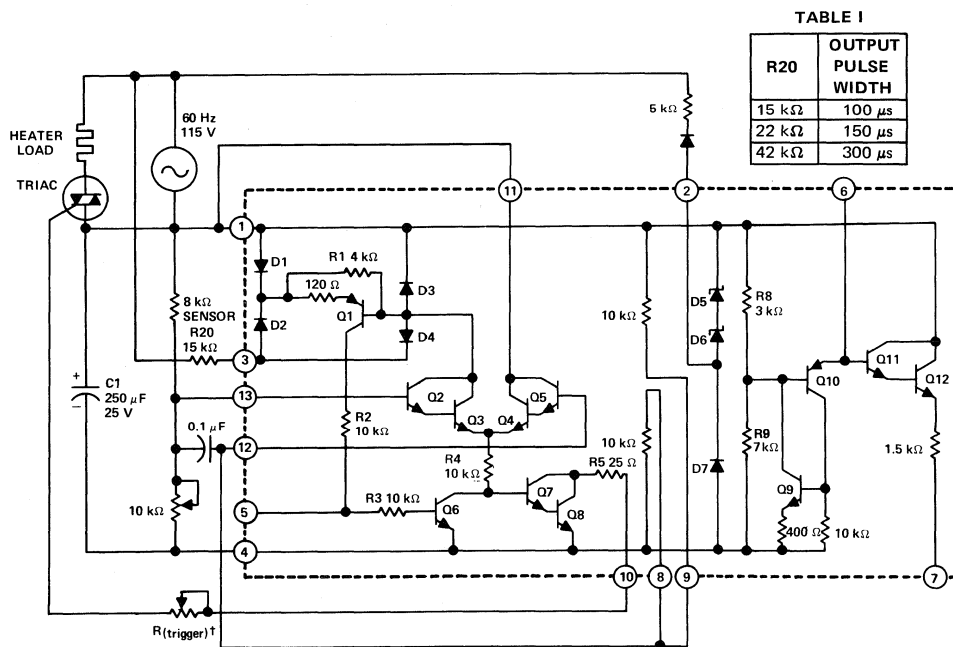 TABLE I
R20
OUTPUT
PULSE
WIDTH
15 kΩ
100 μs
22 kΩ
150 μs
42 kΩ
300 μs
HEATER
LOAD
TRIAC
60 Hz
115 V
5 kΩ
11
2
6
1
D1
R1 4 kΩ
120 Ω
D3
8 kΩ
SENSOR
R20
15 kΩ
D2
Q1
D4
10 kΩ
D5
D6
R8
3 kΩ
Q10
Q11
Q12
3
13
+
C1
250 μF
25 V
–
0.1 μF
12
R2
10 kΩ
Q2
Q3
Q4
Q5
R4
10 kΩ
R5 25 Ω
10 kΩ
D7
R9
7 kΩ
Q9
1.5 kΩ
10 kΩ
5
R3 10 kΩ
Q6
Q7
Q8
400 Ω
10 kΩ
4
10
8
9
7
R(trigger)†